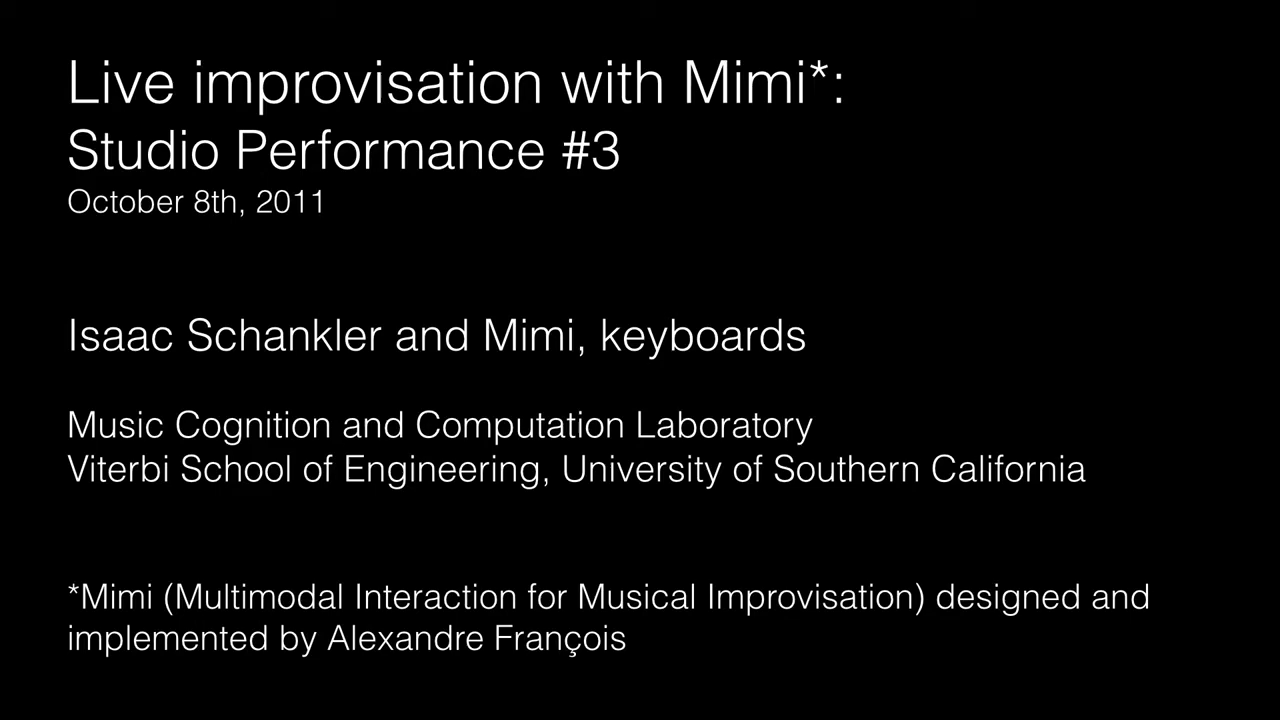 Live improvisation with Mimi*:
Studio Performance #3
October 8th, 2011
Isaac Schankler and Mimi, keyboards
Music Cognition and Computation Laboratory
Viterbi School of Engineering, University of Southern California
*Mimi (Multimodal Interaction for Musical Improvisation) designed and
implemented by Alexandre François